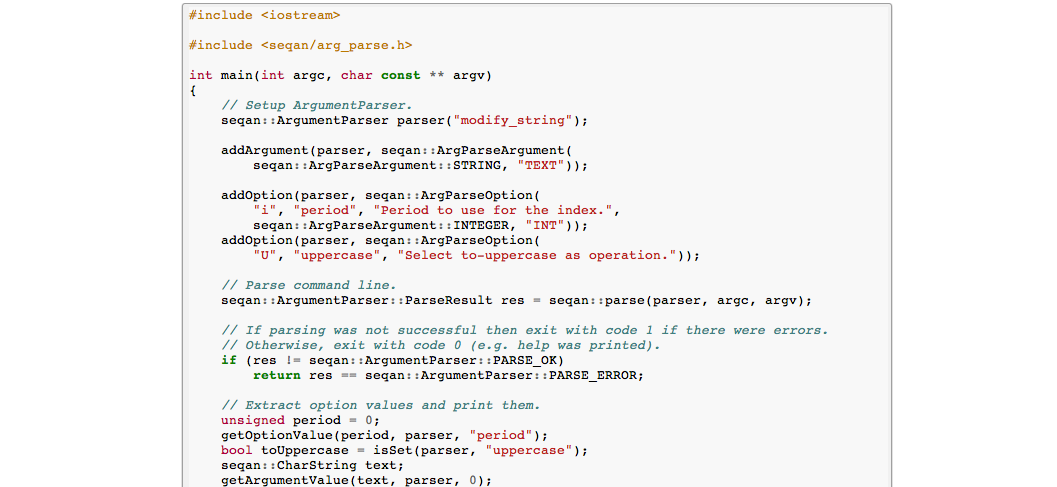 #include <iostream>
#include <seqan/arg_parse.h>
int main(int argc, char const ** argv)
{
// Setup ArgumentParser.
seqan::ArgumentParser parser("modify_string");
addArgument(parser, seqan::ArgParseArgument(
seqan::ArgParseArgument::STRING, "TEXT"));
addOption(parser, seqan::ArgParseOption(
"i", "period", "Period to use for the index.",
seqan::ArgParseArgument::INTEGER, "INT"));
addOption(parser, seqan::ArgParseOption(
"U", "uppercase", "Select to-uppercase as operation."));
// Parse command line.
seqan::ArgumentParser::ParseResult res = seqan::parse(parser, argc, argv);
// If parsing was not successful then exit with code 1 if there were errors.
// Otherwise, exit with code 0 (e.g. help was printed).
if (res != seqan::ArgumentParser::PARSE_OK)
return res == seqan::ArgumentParser::PARSE_ERROR;
// Extract option values and print them.
unsigned period = 0;
getOptionValue(period, parser, "period");
bool toUppercase = isSet(parser, "uppercase");
seqan::CharString text;
getArgumentValue(text, parser, 0);